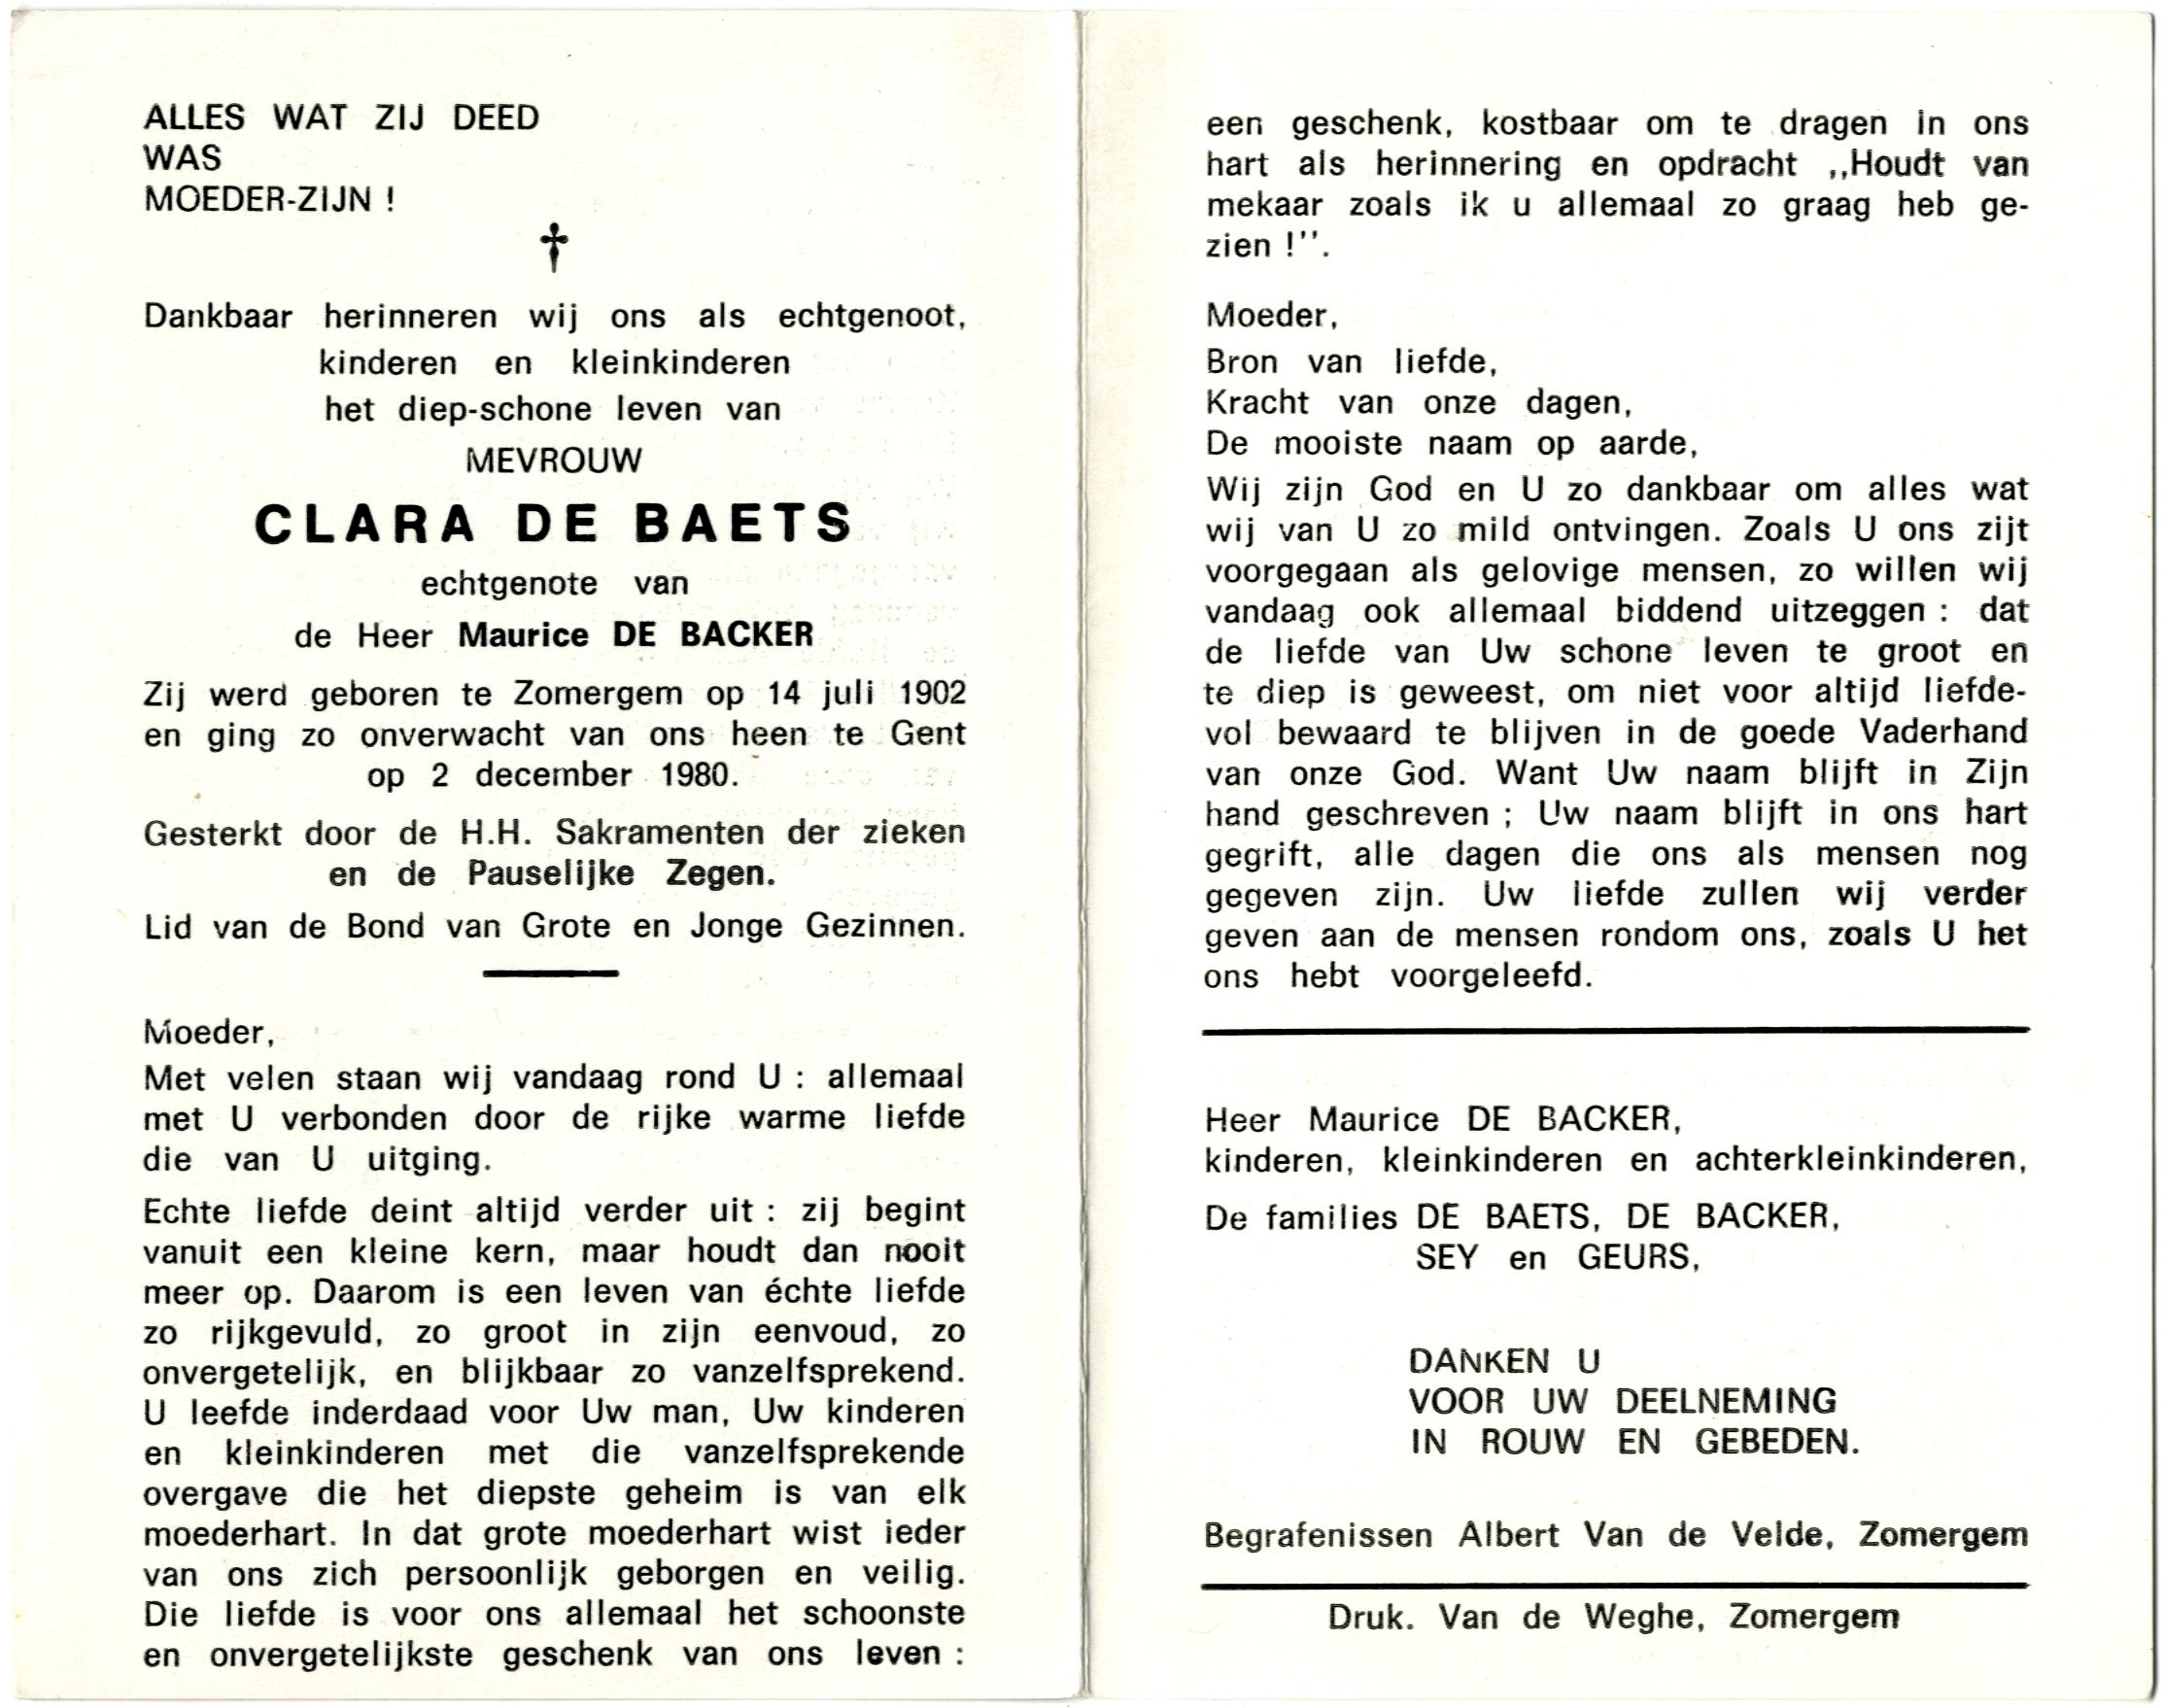 ALLES WAT ZIJ DEED
WAS
MOEDER-ZIJN !
Dankbaar herinneren wij ons als echtgenoot,
kinderen en kleinkinderen
het diep-schone leven van
MEVROUW
CLARA DE BAETS
echtgenote van
de Heer Maurice DE BACKER
Zij werd geboren te Zomergem op 14 juli 1902
en ging zo onverwacht van ons heen te Gent
op 2 december 1980.
Gesterkt door de H.H. Sakramenten der zieken
en de Pauselijke Zegen.
Lid van de Bond van Grote en Jonge Gezinnen.
Moeder,
Met velen staan wij vandaag rond U : allemaal
met U verbonden door de rijke warme liefde
die van U uitging.
Echte liefde deint altijd verder uit : zij begint
vanuit een kleine kern, maar houdt dan nooit
meer op. Daarom is een leven van échte liefde
zo rijkgevuld, zo groot in zijn eenvoud, zo
onvergetelijk, en blijkbaar zo vanzelfsprekend.
U leefde inderdaad voor Uw man, Uw kinderen
en kleinkinderen met die vanzelfsprekende
overgave die het diepste geheim is van elk
moederhart. In dat grote moederhart wist ieder
van ons zich persoonlijk geborgen en veilig.
Die liefde is voor ons allemaal het schoonste
en onvergetelijkste geschenk van ons leven :
een geschenk, kostbaar om te dragen in ons
hart als herinnering en opdracht ,,Houdt van
mekaar zoals ik u allemaal zo graag heb ge-
zien !".
Moeder,
Bron van liefde,
Kracht van onze dagen,
De mooiste naam op aarde,
Wij zijn God en U zo dankbaar om alles wat
wij van U zo mild ontvingen. Zoals U ons zijt
voorgegaan als gelovige mensen, zo willen wij
vandaag ook allemaal biddend uitzeggen : dat
de liefde van Uw schone leven te groot en
te diep is geweest, om niet voor altijd liefde-
vol bewaard te blijven in de goede Vaderhand
van onze God. Want Uw naam blijft in Zijn
hand geschreven ; Uw naam blijft in ons hart
gegrift, alle dagen die ons als mensen nog
gegeven zijn. Uw liefde zullen wij verder
geven aan de mensen rondom ons, zoals U het
ons hebt voorgeleefd.
Heer Maurice DE BACKER,
kinderen, kleinkinderen en achterkleinkinderen,
De families DE BAETS, DE BACKER,
SEY en GEURS,
DANKEN U
VOOR UW DEELNEMING
IN ROUW EN GEBEDEN.
Begrafenissen Albert Van de Velde, Zomergem
Druk. Van de Weghe, Zomergem